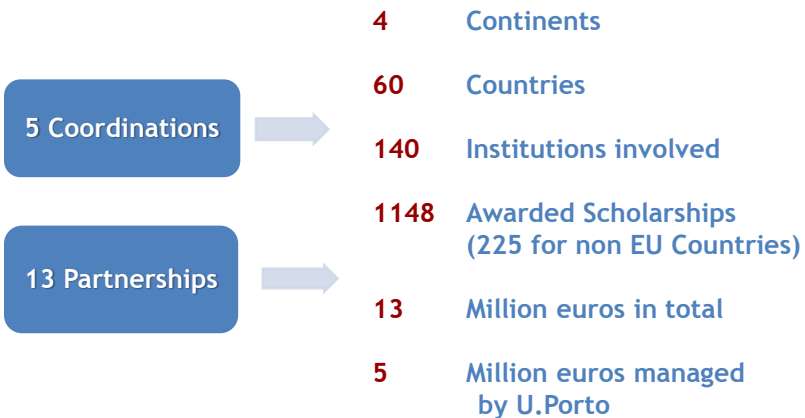 5 Coordinations
13 Partnerships
4 Continents
60 Countries
140 Institutions involved
1148 Awarded Scholarships
(225 for non EU Countries)
13 Million euros in total
5 Million euros managed
by U.Porto